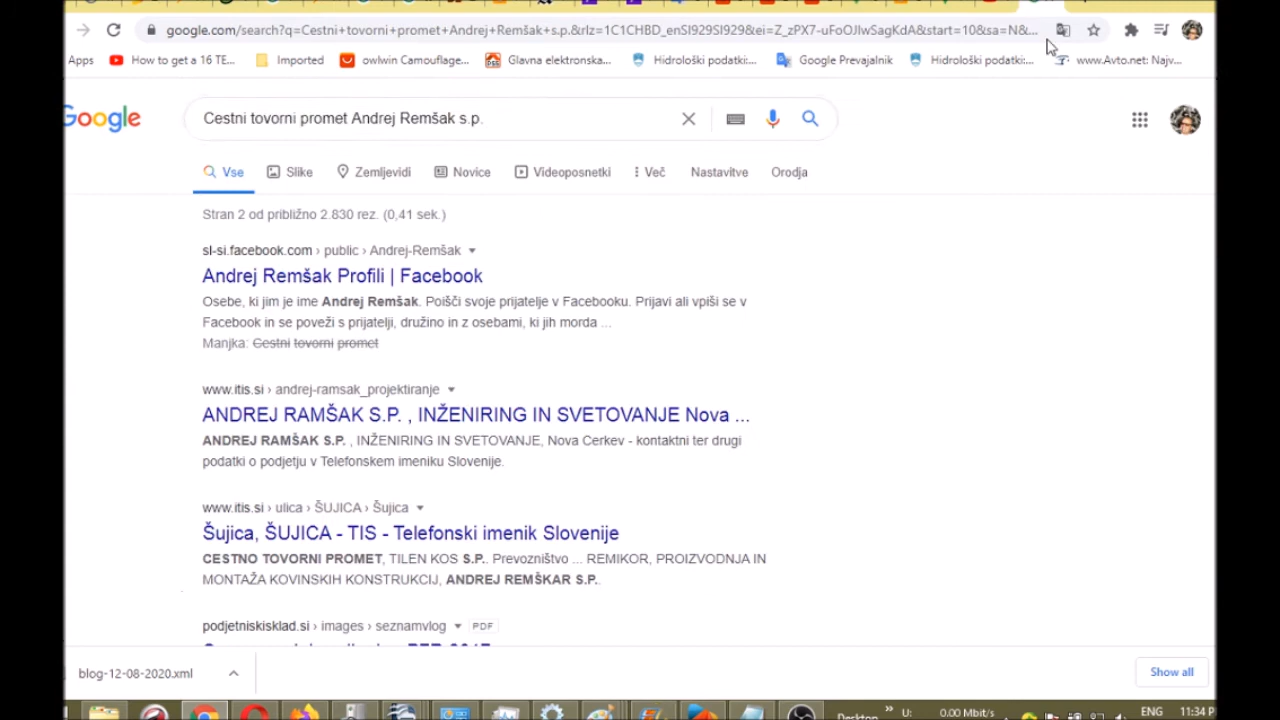 google.com/search?q=Cestni+tovorni+promet+Andrej+Remšak+s.p.&rlz=1C1CHBD_enSI929SI929&ei=Z_zPX7-uFoOJlwSagKdA&start=10&sa=N&...
Apps How to get a 16 TE... Imported owlwin Camouflage... Glavna elektronska... Hidrološki podatki:... Google Prevajalnik Hidrološki podatki:... www.Avto.net: Najv...
Google
Cestni tovorni promet Andrej Remšak s.p.
Vse Slike Zemljevidi Novice Videoposnetki Več Nastavitve Orodja
Stran 2 od približno 2.830 rez. (0,41 sek.)
sl-si.facebook.com › public › Andrej-Remšak
Andrej Remšak Profili | Facebook
Osebe, ki jim je ime Andrej Remšak. Poišči svoje prijatelje v Facebooku. Prijavi ali vpiši se v
Facebook in se poveži s prijatelji, družino in z osebami, ki jih morda ...
Manjka: Cestni tovorni promet
www.itis.si › andrej-ramsak_projektiranje
ANDREJ RAMŠAK S.P. , INŽENIRING IN SVETOVANJE Nova ...
ANDREJ RAMŠAK S.P. , INŽENIRING IN SVETOVANJE, Nova Cerkev - kontaktni ter drugi
podatki o podjetju v Telefonskem imeniku Slovenije.
www.itis.si › ulica › ŠUJICA › Šujica
Šujica, ŠUJICA - TIS - Telefonski imenik Slovenije
CESTNO TOVORNI PROMET, TILEN KOS S.P.. Prevozništvo ... REMIKOR, PROIZVODNJA IN
MONTAŽA KOVINSKIH KONSTRUKCIJ, ANDREJ REMŠKAR S.P.
podjetniskisklad.si › images › seznamvlog PDF
blog-12-08-2020.xml
Show all
Desktop » U: 0.00 Mbit/s ENG 11:34 PM